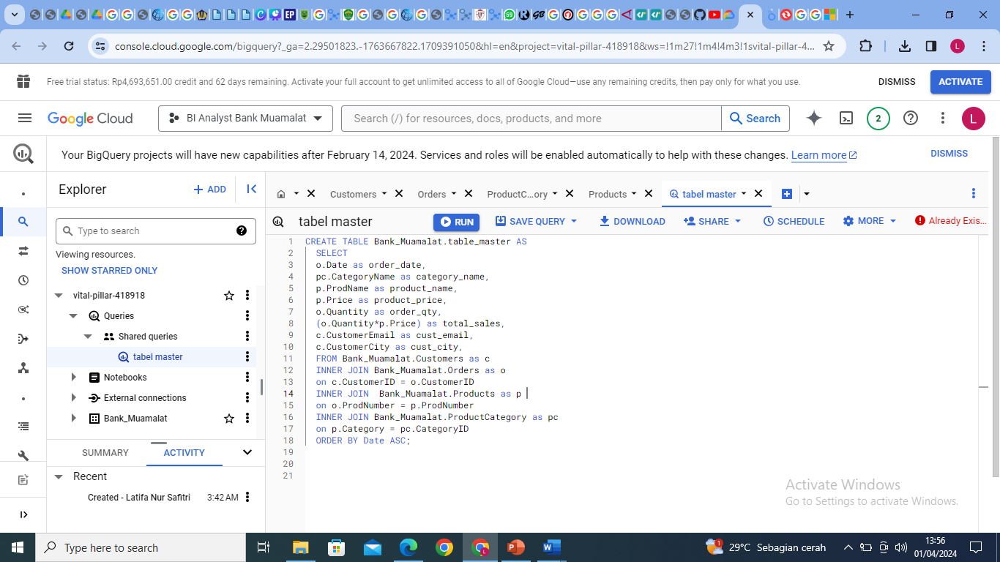 EP
59
console.cloud.google.com/bigquery?_ga=2.29501823.-1763667822.1709391050&hl=en&project=vital-pillar-418918&ws=!1m27!1m4!4m3!1svital-pillar-4...
L
Free trial status: Rp4,693,651.00 credit and 62 days remaining. Activate your full account to get unlimited access to all of Google Cloud—use any remaining credits, then pay only for what you use.
DISMISS
ACTIVATE
Google Cloud
BI Analyst Bank Muamalat
Search (/) for resources, docs, products, and more
Search
2
L
Your BigQuery projects will have new capabilities after February 14, 2024. Services and roles will be enabled automatically to help with these changes. Learn more
DISMISS
Explorer
+ ADD
Customers
Orders
ProductC...ory
Products
tabel master
tabel master
RUN
SAVE QUERY
DOWNLOAD
SHARE
SCHEDULE
MORE
Already Exis...
Type to search
Viewing resources.
SHOW STARRED ONLY
vital-pillar-418918
Queries
Shared queries
tabel master
Notebooks
External connections
Bank_Muamalat
SUMMARY
ACTIVITY
Recent
Created - Latifa Nur Safitri 3:42 AM
1 CREATE TABLE Bank_Muamalat.table_master AS
2 SELECT
3 o.Date as order_date,
4 pc.CategoryName as category_name,
5 p.ProdName as product_name,
6 p.Price as product_price,
7 o.Quantity as order_qty,
8 (o.Quantity*p.Price) as total_sales,
9 c.CustomerEmail as cust_email,
10 c.CustomerCity as cust_city,
11 FROM Bank_Muamalat.Customers as c
12 INNER JOIN Bank_Muamalat.Orders as o
13 on c.CustomerID = o.CustomerID
14 INNER JOIN  Bank_Muamalat.Products as p
15 on o.ProdNumber = p.ProdNumber
16 INNER JOIN Bank_Muamalat.ProductCategory as pc
17 on p.Category = pc.CategoryID
18 ORDER BY Date ASC;
19
20
21
Activate Windows
Go to Settings to activate Windows.
Type here to search
1
29°C Sebagian cerah
13:56
01/04/2024